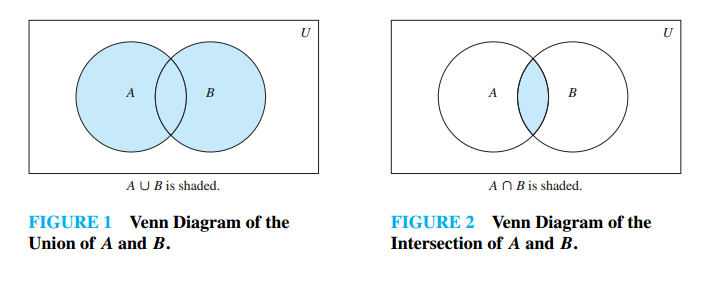 U
A
B
A ∪ B is shaded.
FIGURE 1 Venn Diagram of the
Union of A and B.
U
A
B
A ∩ B is shaded.
FIGURE 2 Venn Diagram of the
Intersection of A and B.